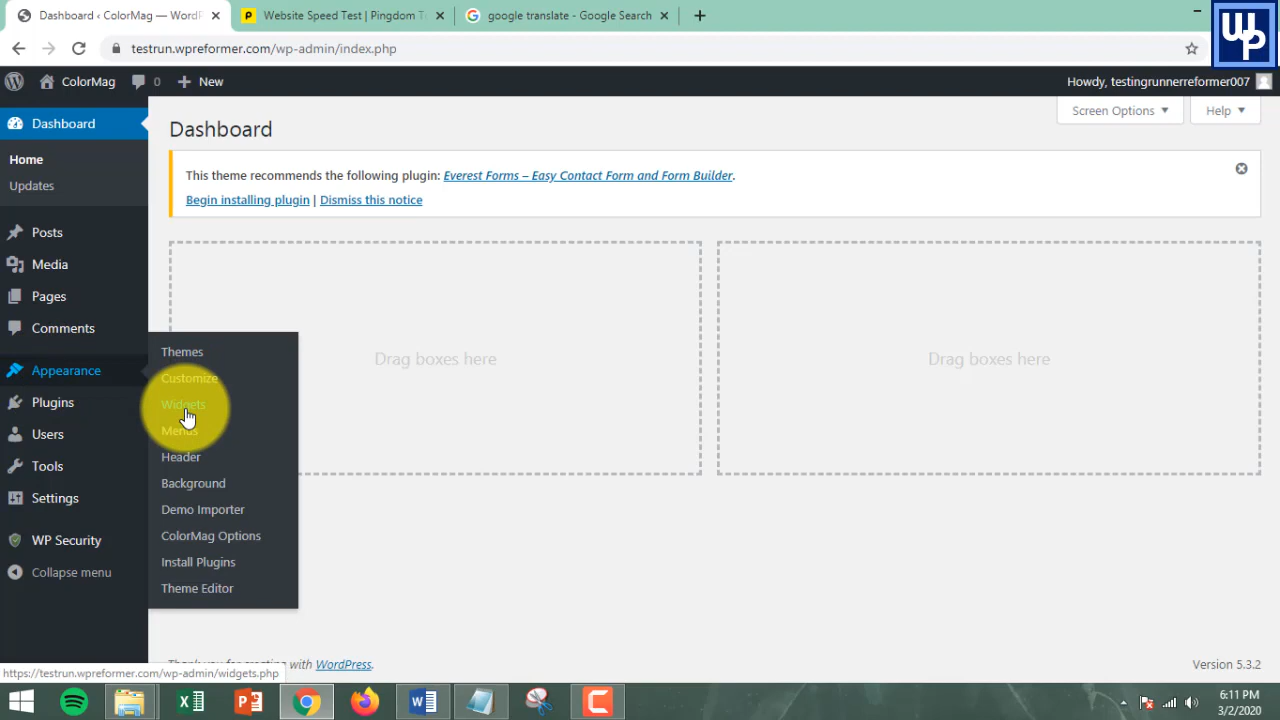 Dashboard ‹ ColorMag — WordP
Website Speed Test | Pingdom T
google translate - Google Search
testrun.wpreformer.com/wp-admin/index.php
WP
ColorMag
0
New
Howdy, testingrunnerreformer007
Dashboard
Home
Updates
Posts
Media
Pages
Comments
Appearance
Plugins
Users
Tools
Settings
WP Security
Collapse menu
Themes
Customize
Widgets
Menus
Header
Background
Demo Importer
ColorMag Options
Install Plugins
Theme Editor
Screen Options
Help
Dashboard
This theme recommends the following plugin: Everest Forms – Easy Contact Form and Form Builder.
Begin installing plugin | Dismiss this notice
Drag boxes here
Drag boxes here
Thank you for creating with WordPress.
Version 5.3.2
https://testrun.wpreformer.com/wp-admin/widgets.php
6:11 PM
3/2/2020